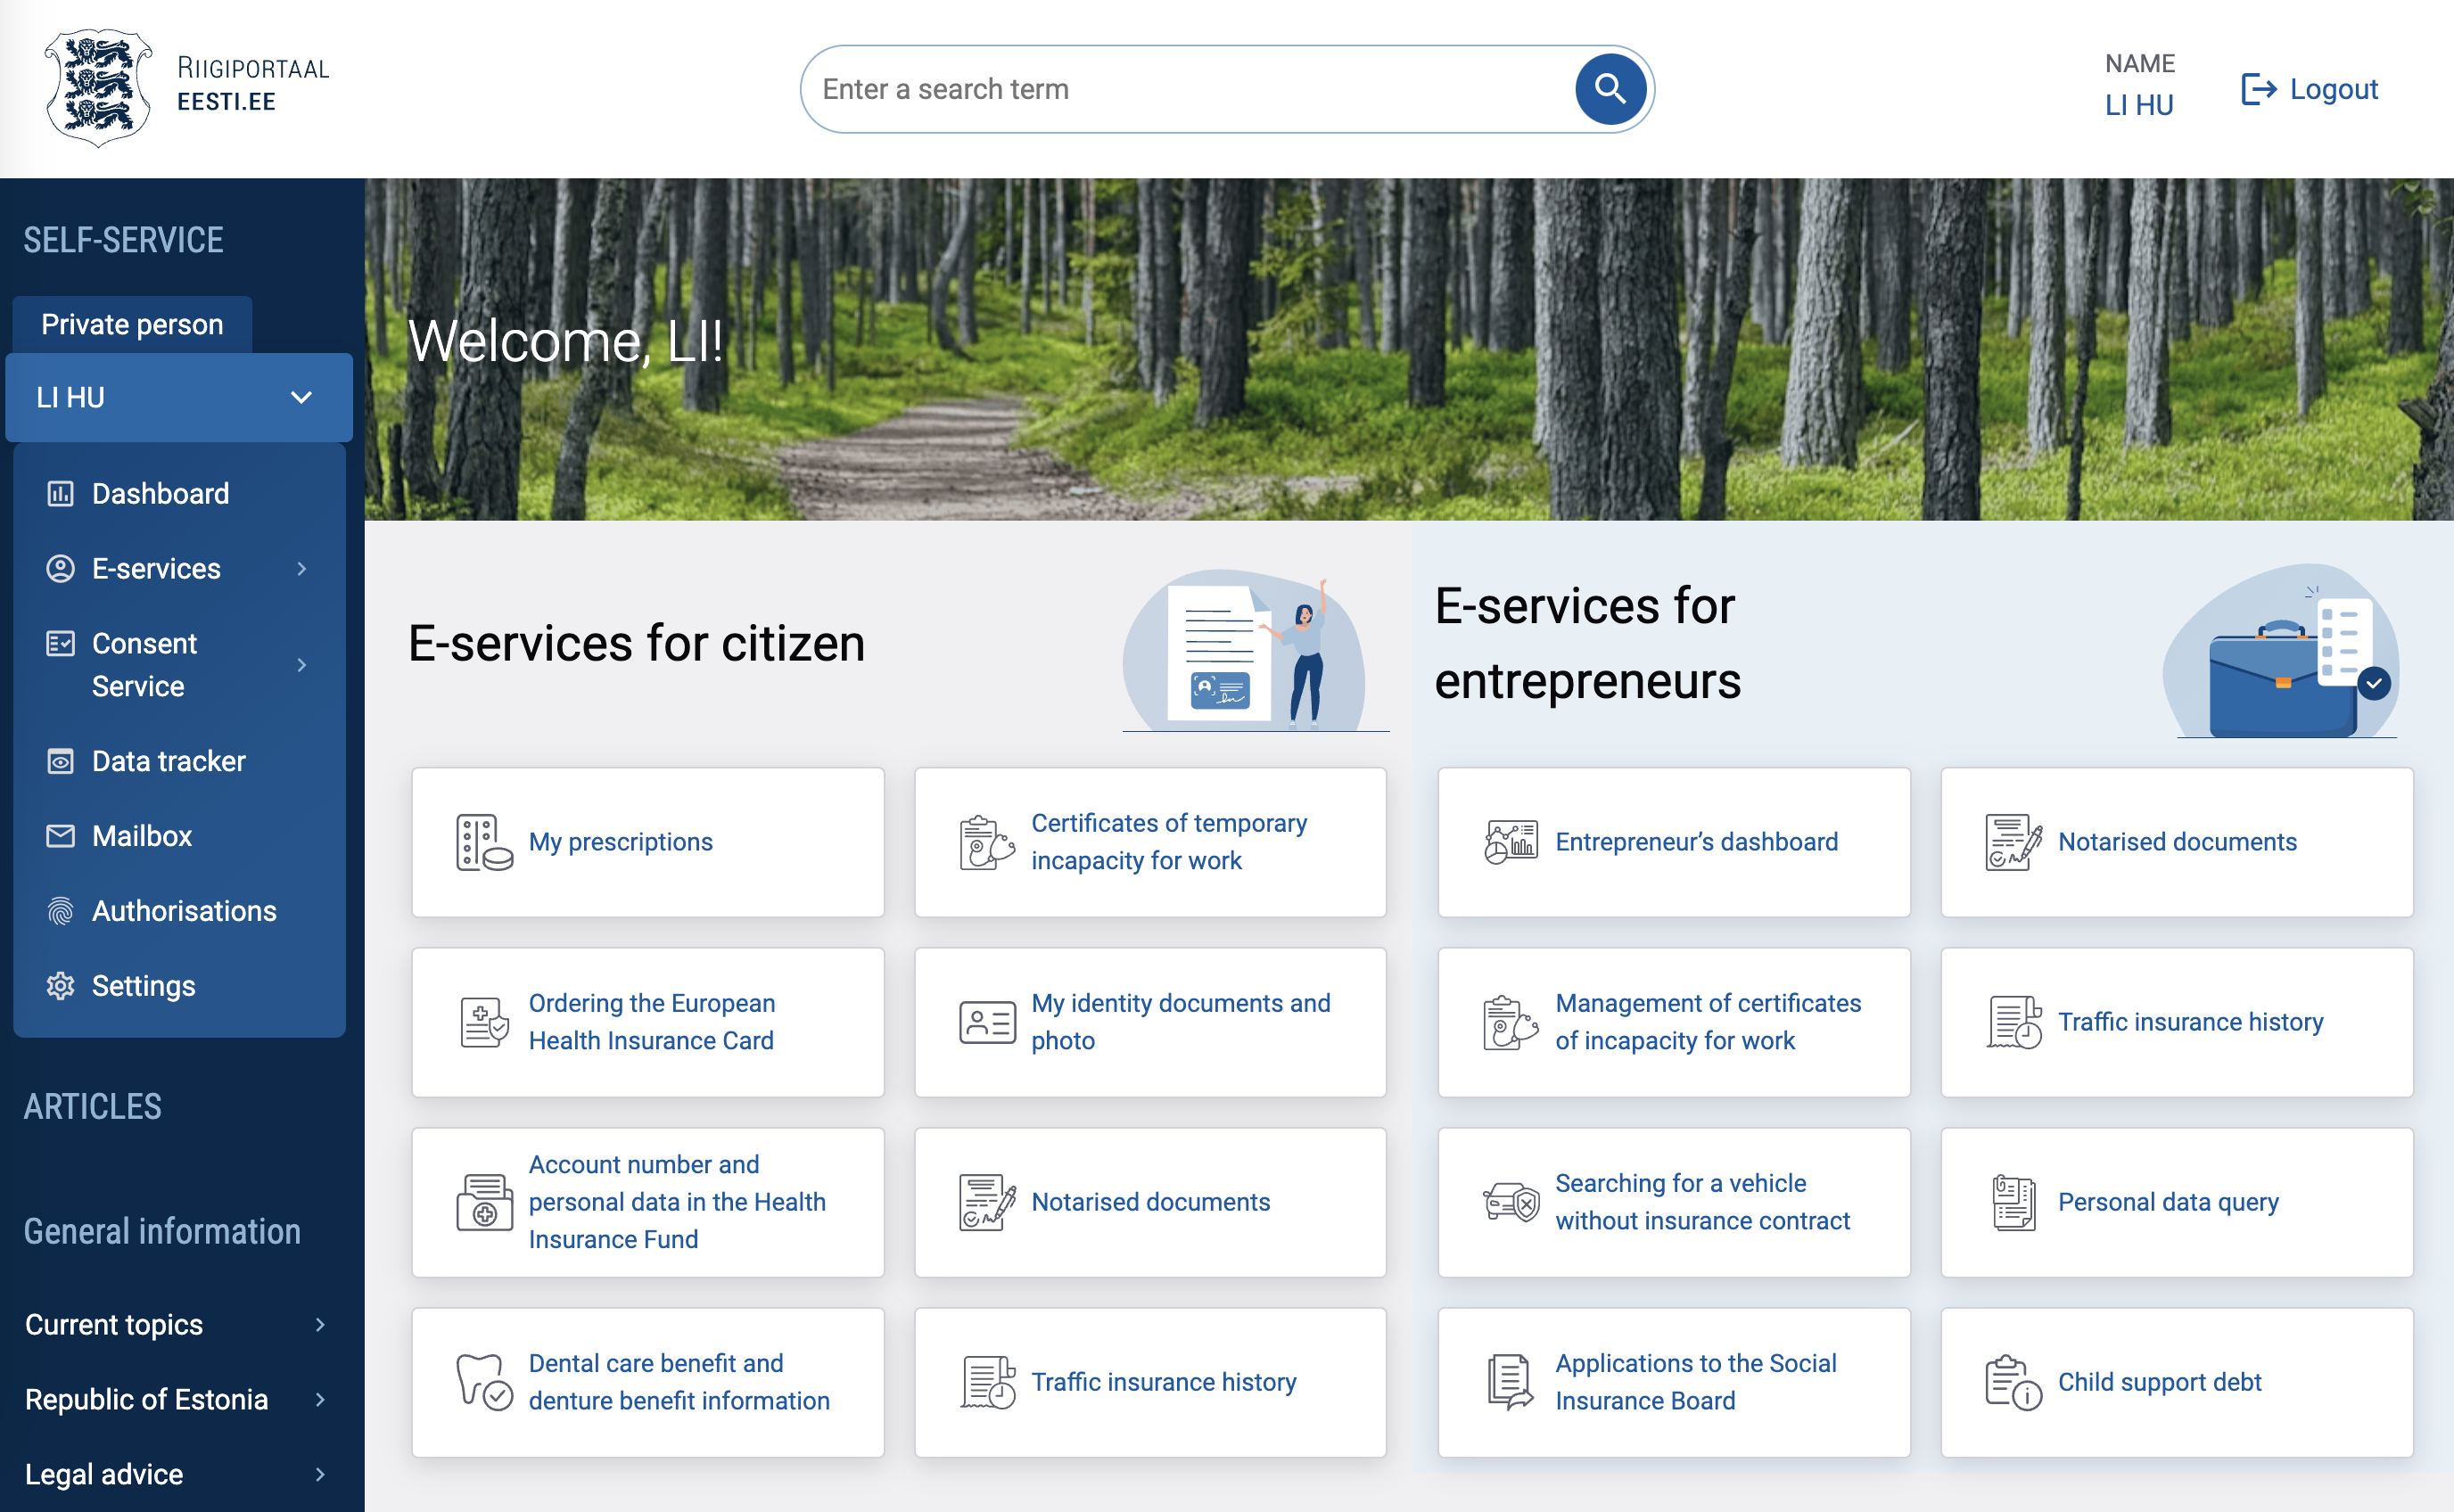 RIIGIPORTAAL
EESTI.EE
Enter a search term
NAME
LI HU
Logout
SELF-SERVICE
Private person
LI HU
Dashboard
E-services
Consent
Service
Data tracker
Mailbox
Authorisations
Settings
ARTICLES
General information
Current topics
Republic of Estonia
Legal advice
Welcome, LI!
E-services for citizen
My prescriptions
Certificates of temporary
incapacity for work
Ordering the European
Health Insurance Card
My identity documents and
photo
Account number and
personal data in the Health
Insurance Fund
Notarised documents
Dental care benefit and
denture benefit information
Traffic insurance history
E-services for
entrepreneurs
Entrepreneur’s dashboard
Notarised documents
Management of certificates
of incapacity for work
Traffic insurance history
Searching for a vehicle
without insurance contract
Personal data query
Applications to the Social
Insurance Board
Child support debt